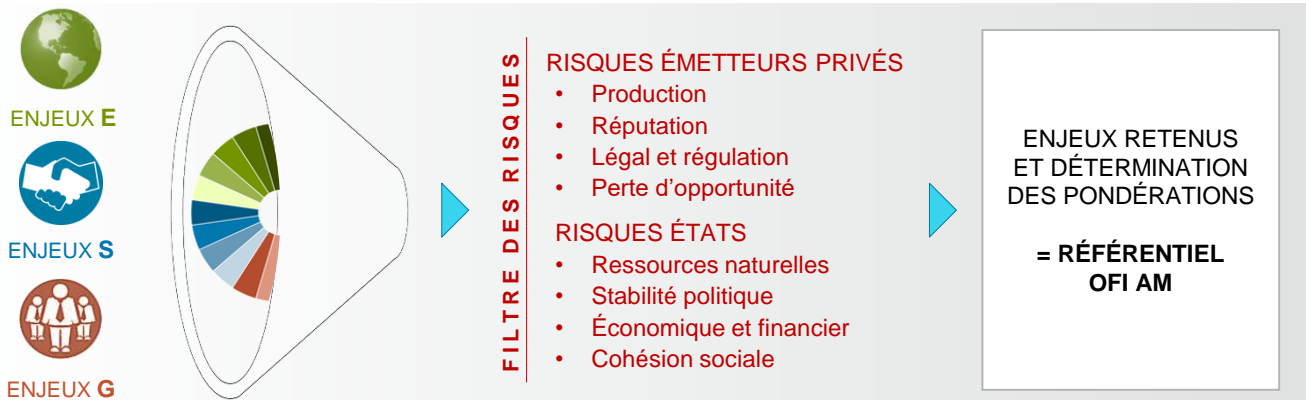 ENJEUX E
ENJEUX S
ENJEUX G
FILTRE DES RISQUES
RISQUES ÉMETTEURS PRIVÉS
• Production
• Réputation
• Légal et régulation
• Perte d’opportunité
RISQUES ÉTATS
• Ressources naturelles
• Stabilité politique
• Économique et financier
• Cohésion sociale
ENJEUX RETENUS
ET DÉTERMINATION
DES PONDÉRATIONS
= RÉFÉRENTIEL
OFI AM